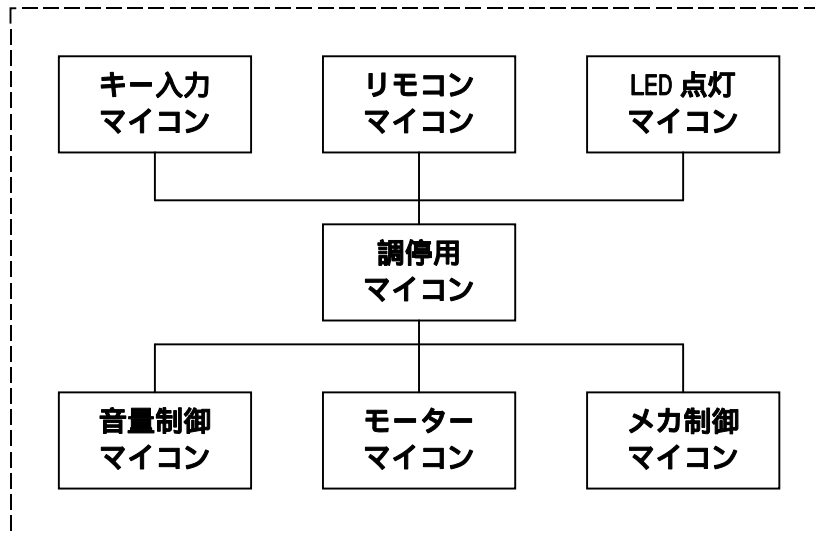 キー入力
マイコン
リモコン
マイコン
LED 点灯
マイコン
調停用
マイコン
音量制御
マイコン
モーター
マイコン
メカ制御
マイコン